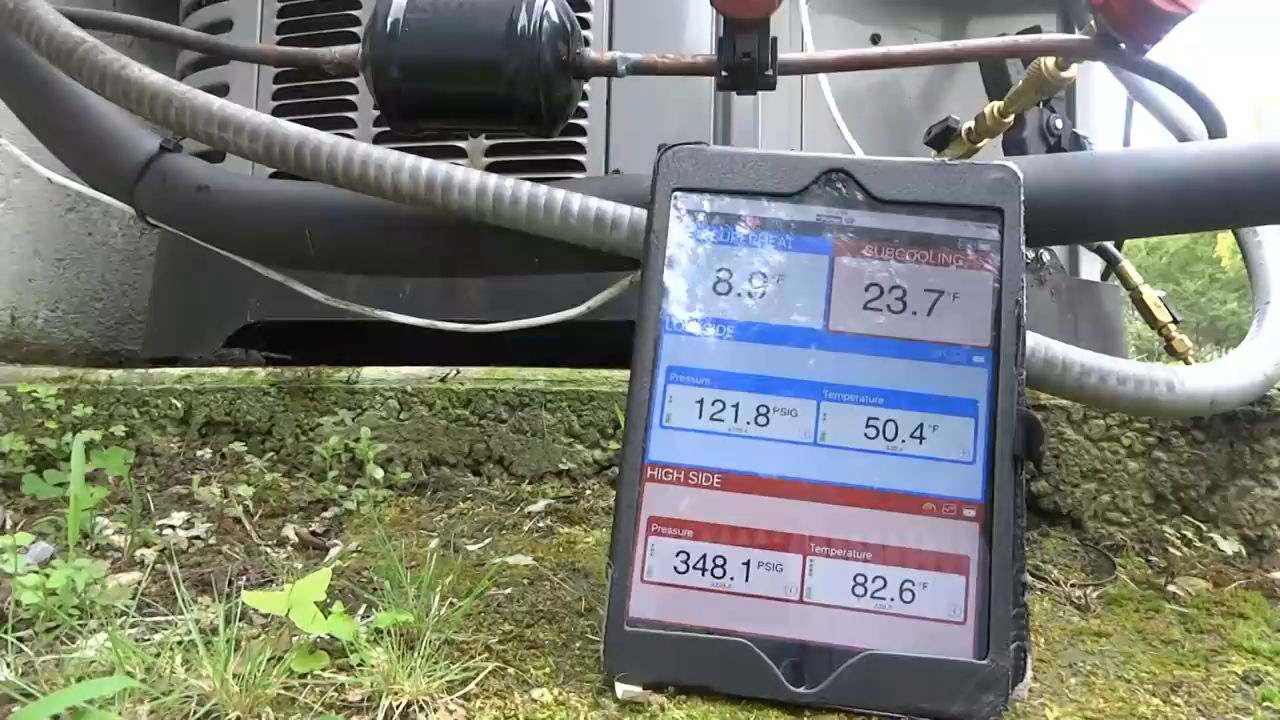 SUPERHEAT
SUBCOOLING
8.9°F
23.7°F
LOW SIDE
Pressure
Temperature
121.8 PSIG
50.4°F
HIGH SIDE
Pressure
Temperature
348.1 PSIG
82.6°F